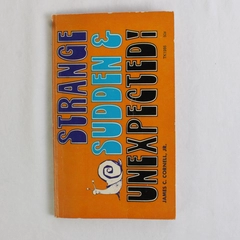 STRANGE
SUDDEN &
UNEXPECTED!
JAMES C. CORNELL, JR.